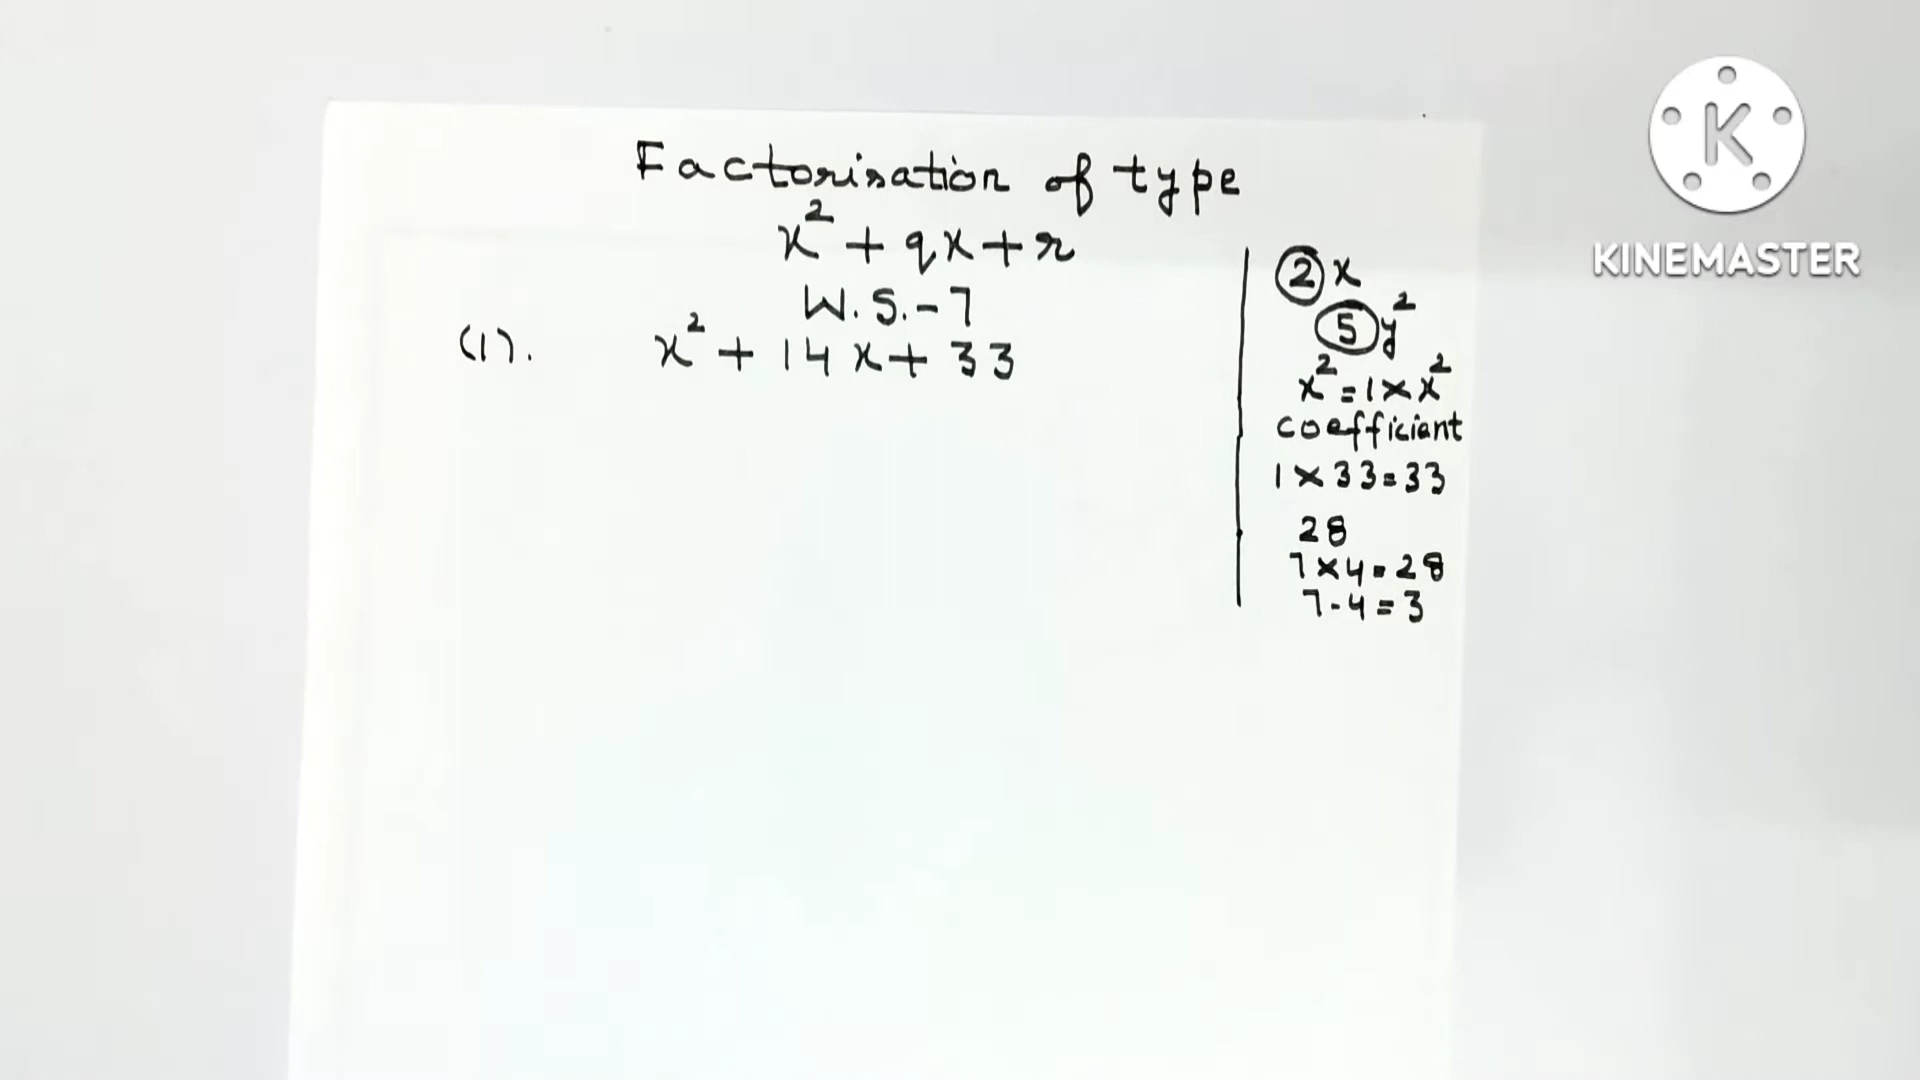 Factorisation of type
x² + qx + r
W.S.-7
(1). x² + 14x + 33
2x
5y²
x² = 1 × x²
coefficient
1 × 33 = 33
28
7 × 4 = 28
7 - 4 = 3
K
KINEMASTER